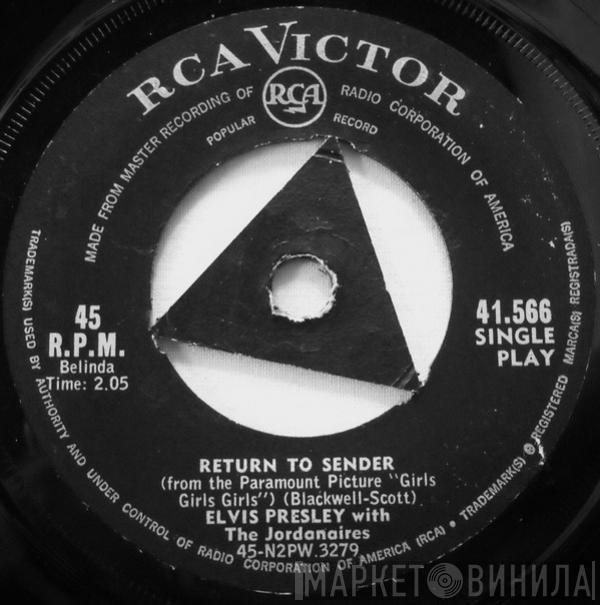 RCA VICTOR
RCA
MADE FROM MASTER RECORDING OF RADIO CORPORATION OF AMERICA
POPULAR RECORD
45
R.P.M.
Belinda
Time: 2.05
41.566
SINGLE
PLAY
RETURN TO SENDER
(from the Paramount Picture "Girls
Girls Girls") (Blackwell-Scott)
ELVIS PRESLEY with
The Jordanaires
45-N2PW.3279
TRADEMARK(S) USED BY AUTHORITY AND UNDER CONTROL OF RADIO CORPORATION OF AMERICA (RCA) • TRADEMARK(S) ® REGISTERED MARCA(S) REGISTRADA(S)
МАРКЕТ ВИНИЛА